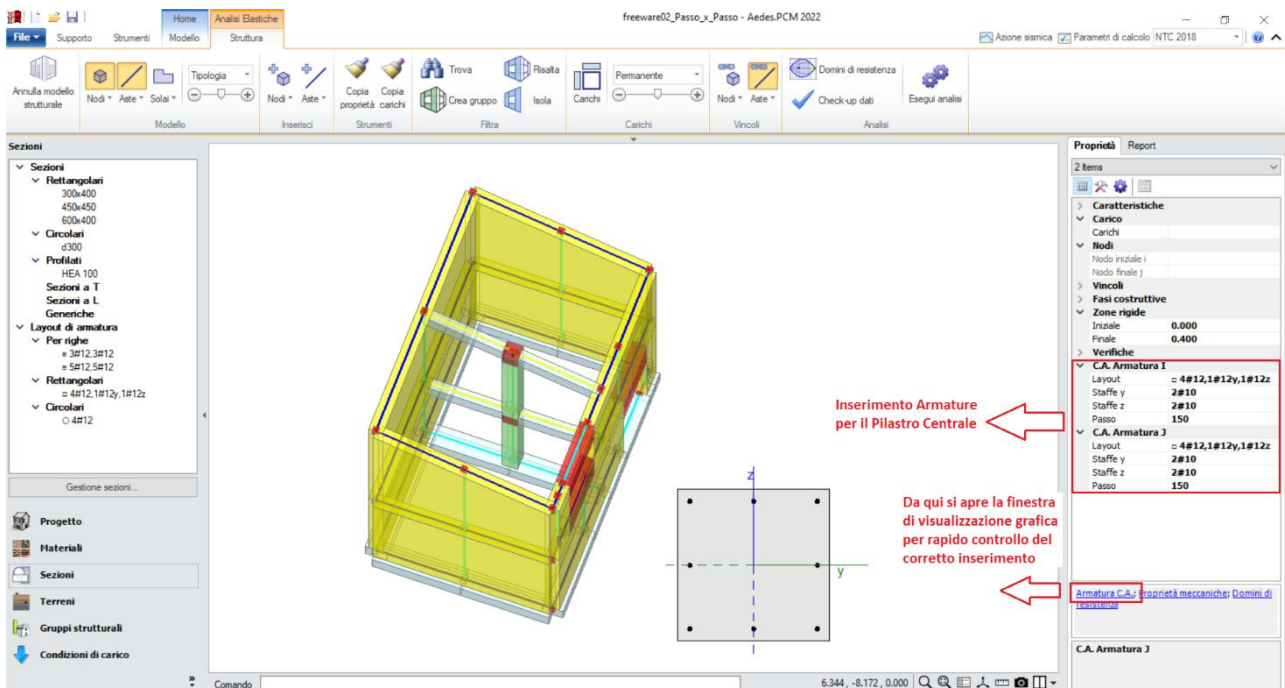 freeware02_Passo_x_Passo - Aedes.PCM 2022
Home
Analisi Elastiche
File
Supporto
Strumenti
Modello
Struttura
Azione sismica
Parametri di calcolo
NTC 2018
Annulla modello
strutturale
Nodi
Aste
Solai
Tipologia
Modello
Nodi
Aste
Inserisci
Copia
proprietà
Copia
carichi
Strumenti
Trova
Crea gruppo
Risalta
Isola
Filtra
Carichi
Permanente
Carichi
Nodi
Aste
Vincoli
Domini di resistenza
Check-up dati
Esegui analisi
Analisi
Sezioni
Sezioni
Rettangolari
300x400
450x450
600x400
Circolari
d300
Profilati
HEA 100
Sezioni a T
Sezioni a L
Generiche
Layout di armatura
Per righe
3#12,3#12
5#12,5#12
Rettangolari
4#12,1#12y,1#12z
Circolari
4#12
Gestione sezioni...
Progetto
Materiali
Sezioni
Terreni
Gruppi strutturali
Condizioni di carico
»
z
y
Inserimento Armature
per il Pilastro Centrale
Da qui si apre la finestra
di visualizzazione grafica
per rapido controllo del
corretto inserimento
Comando
6.344 , -8.172 , 0.000
Proprietà
Report
2 Items
Caratteristiche
Carico
Carichi
Nodi
Nodo iniziale i
Nodo finale j
Vincoli
Fasi costruttive
Zone rigide
Iniziale 0.000
Finale 0.400
Verifiche
C.A. Armatura I
Layout 4#12,1#12y,1#12z
Staffe y 2#10
Staffe z 2#10
Passo 150
C.A. Armatura J
Layout 4#12,1#12y,1#12z
Staffe y 2#10
Staffe z 2#10
Passo 150
Armatura C.A.; Proprietà meccaniche; Domini di
resistenza
C.A. Armatura J